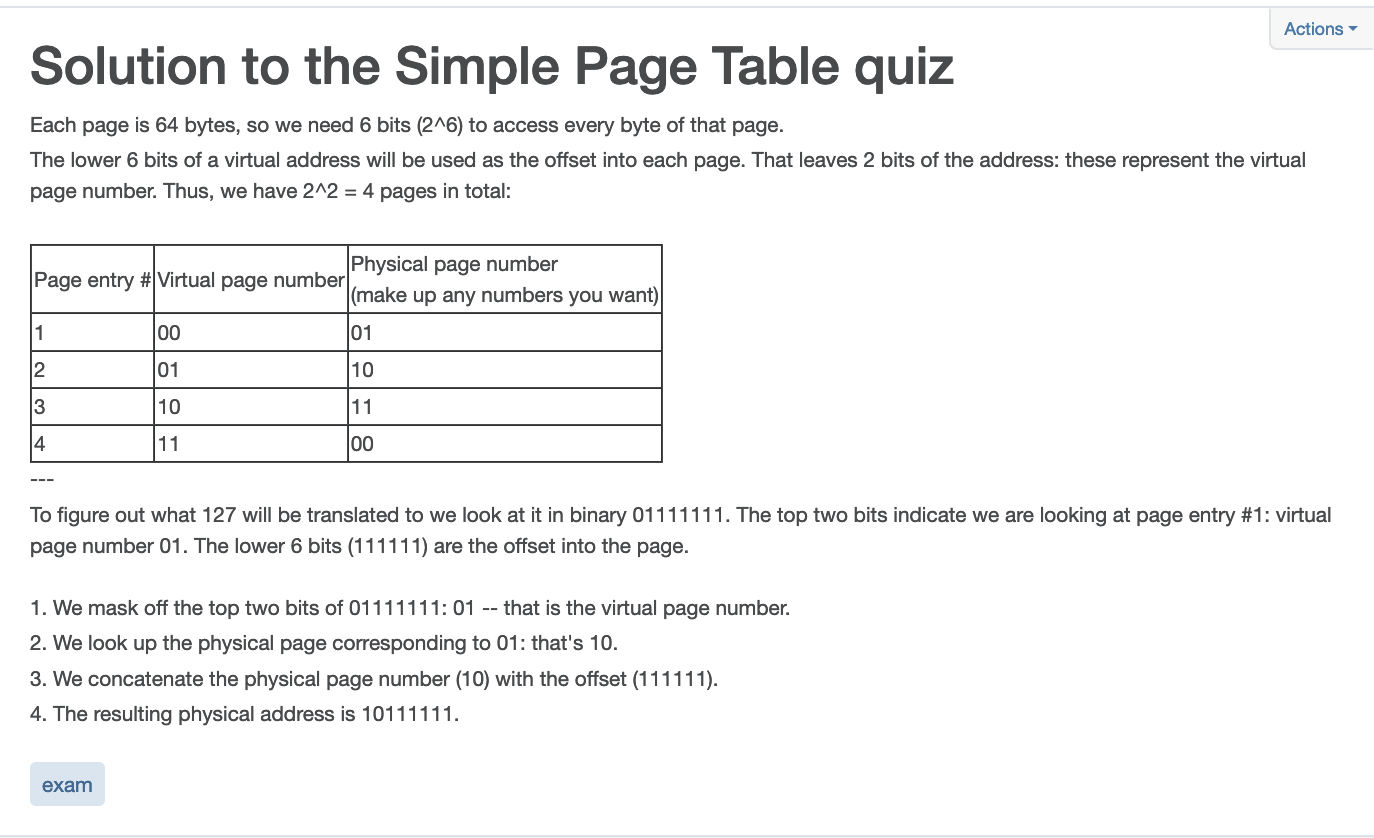 Actions
Solution to the Simple Page Table quiz
Each page is 64 bytes, so we need 6 bits (2^6) to access every byte of that page.
The lower 6 bits of a virtual address will be used as the offset into each page. That leaves 2 bits of the address: these represent the virtual
page number. Thus, we have 2^2 = 4 pages in total:
Page entry # Virtual page number Physical page number
(make up any numbers you want)
1 00 01
2 01 10
3 10 11
4 11 00
---
To figure out what 127 will be translated to we look at it in binary 01111111. The top two bits indicate we are looking at page entry #1: virtual
page number 01. The lower 6 bits (111111) are the offset into the page.
1. We mask off the top two bits of 01111111: 01 -- that is the virtual page number.
2. We look up the physical page corresponding to 01: that's 10.
3. We concatenate the physical page number (10) with the offset (111111).
4. The resulting physical address is 10111111.
exam